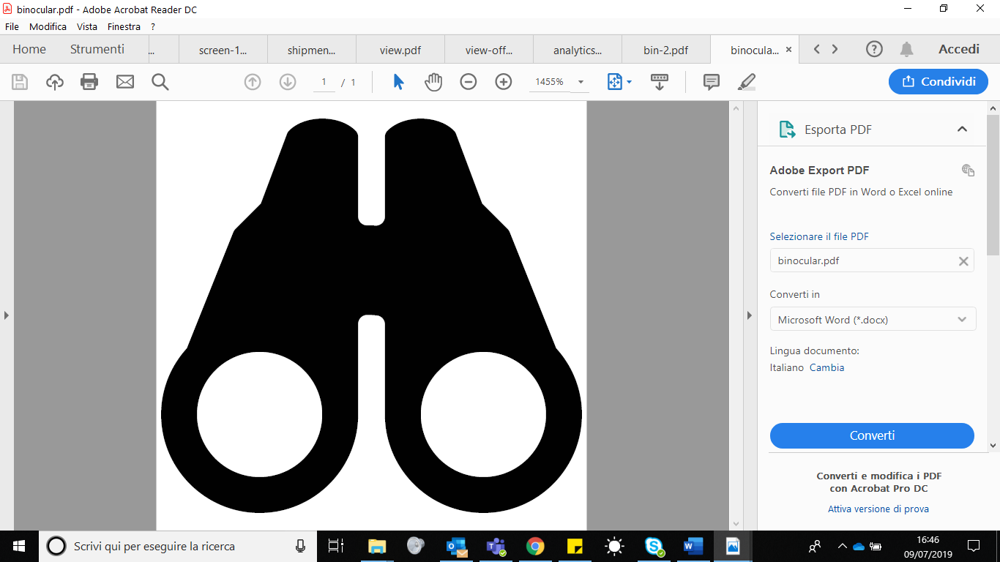 binocular.pdf - Adobe Acrobat Reader DC
File Modifica Vista Finestra ?
Home Strumenti ... screen-1... shipmen... view.pdf view-off... analytics... bin-2.pdf binocula... Accedi
1 / 1 1455% Condividi
Esporta PDF
Adobe Export PDF
Converti file PDF in Word o Excel online
Selezionare il file PDF
binocular.pdf
Converti in
Microsoft Word (*.docx)
Lingua documento:
Italiano Cambia
Converti
Converti e modifica i PDF
con Acrobat Pro DC
Attiva versione di prova
Scrivi qui per eseguire la ricerca
16:46
09/07/2019